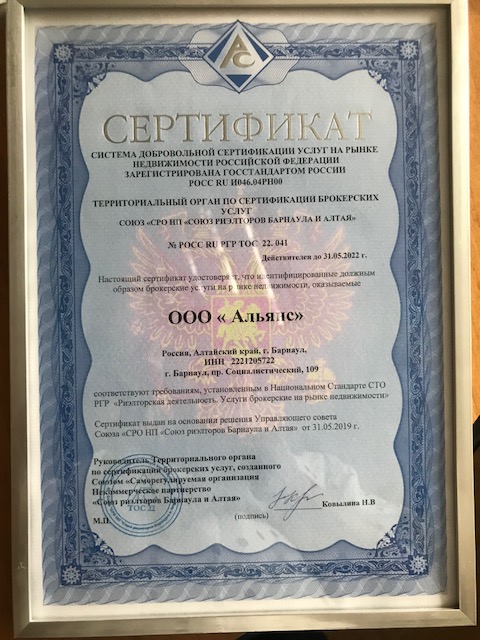 АС
СЕРТИФИКАТ
СИСТЕМА ДОБРОВОЛЬНОЙ СЕРТИФИКАЦИИ УСЛУГ НА РЫНКЕ
НЕДВИЖИМОСТИ РОССИЙСКОЙ ФЕДЕРАЦИИ
ЗАРЕГИСТРИРОВАНА ГОССТАНДАРТОМ РОССИИ
РОСС RU И046.04РН00
ТЕРРИТОРИАЛЬНЫЙ ОРГАН ПО СЕРТИФИКАЦИИ БРОКЕРСКИХ
УСЛУГ
СОЮЗ «СРО НП «СОЮЗ РИЭЛТОРОВ БАРНАУЛА И АЛТАЯ»
№ РОСС RU РГР ТОС 22. 041
Действителен до 31.05.2022 г.
Настоящий сертификат удостоверяет, что идентифицированные должным
образом брокерские услуги на рынке недвижимости, оказываемые
ООО « Альянс»
Россия, Алтайский край, г. Барнаул,
ИНН 2221205722
г. Барнаул, пр. Социалистический, 109
соответствуют требованиям, установленным в Национальном Стандарте СТО
РГР «Риэлторская деятельность. Услуги брокерские на рынке недвижимости»
Сертификат выдан на основании решения Управляющего совета
Союза «СРО НП «Союз риэлторов Барнаула и Алтая» от 31.05.2019 г.
Руководитель Территориального органа
по сертификации брокерских услуг, созданного
Союзом «Саморегулируемая организация
Некоммерческое партнерство
«Союз риэлторов Барнаула и Алтая»
Ковылина Н.В
(подпись)
ТОС 22
М.П.